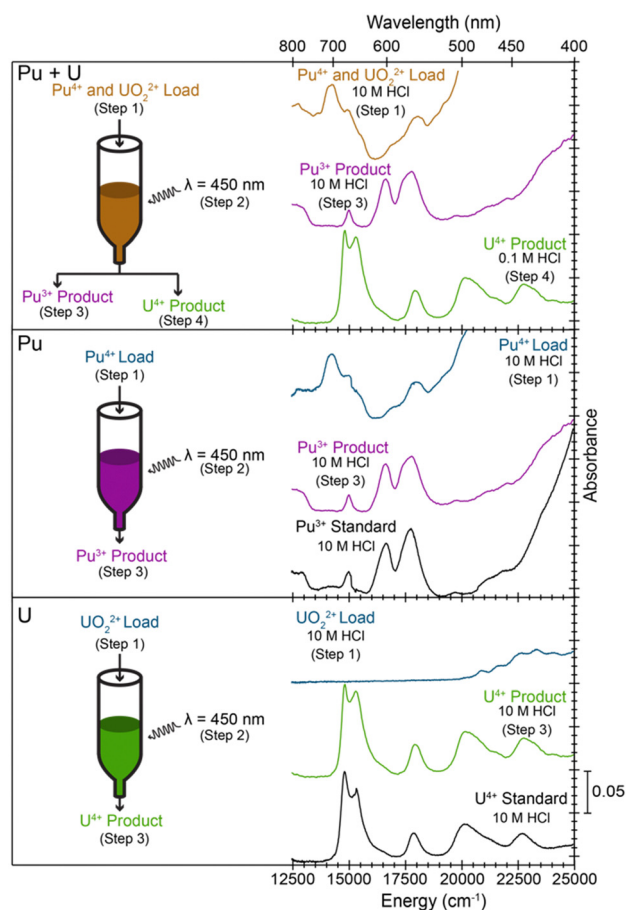 Wavelength (nm)
800 700 600 500 450 400
Pu + U
Pu⁴⁺ and UO₂²⁺ Load
(Step 1)
λ = 450 nm
(Step 2)
Pu³⁺ Product
(Step 3)
U⁴⁺ Product
(Step 4)
Pu⁴⁺ and UO₂²⁺ Load
10 M HCl
(Step 1)
Pu³⁺ Product
10 M HCl
(Step 3)
U⁴⁺ Product
0.1 M HCl
(Step 4)
Pu
Pu⁴⁺ Load
(Step 1)
λ = 450 nm
(Step 2)
Pu³⁺ Product
(Step 3)
Pu⁴⁺ Load
10 M HCl
(Step 1)
Pu³⁺ Product
10 M HCl
(Step 3)
Pu³⁺ Standard
10 M HCl
Absorbance
U
UO₂²⁺ Load
(Step 1)
λ = 450 nm
(Step 2)
U⁴⁺ Product
(Step 3)
UO₂²⁺ Load
10 M HCl
(Step 1)
U⁴⁺ Product
10 M HCl
(Step 3)
0.05
U⁴⁺ Standard
10 M HCl
12500 15000 17500 20000 22500 25000
Energy (cm⁻¹)